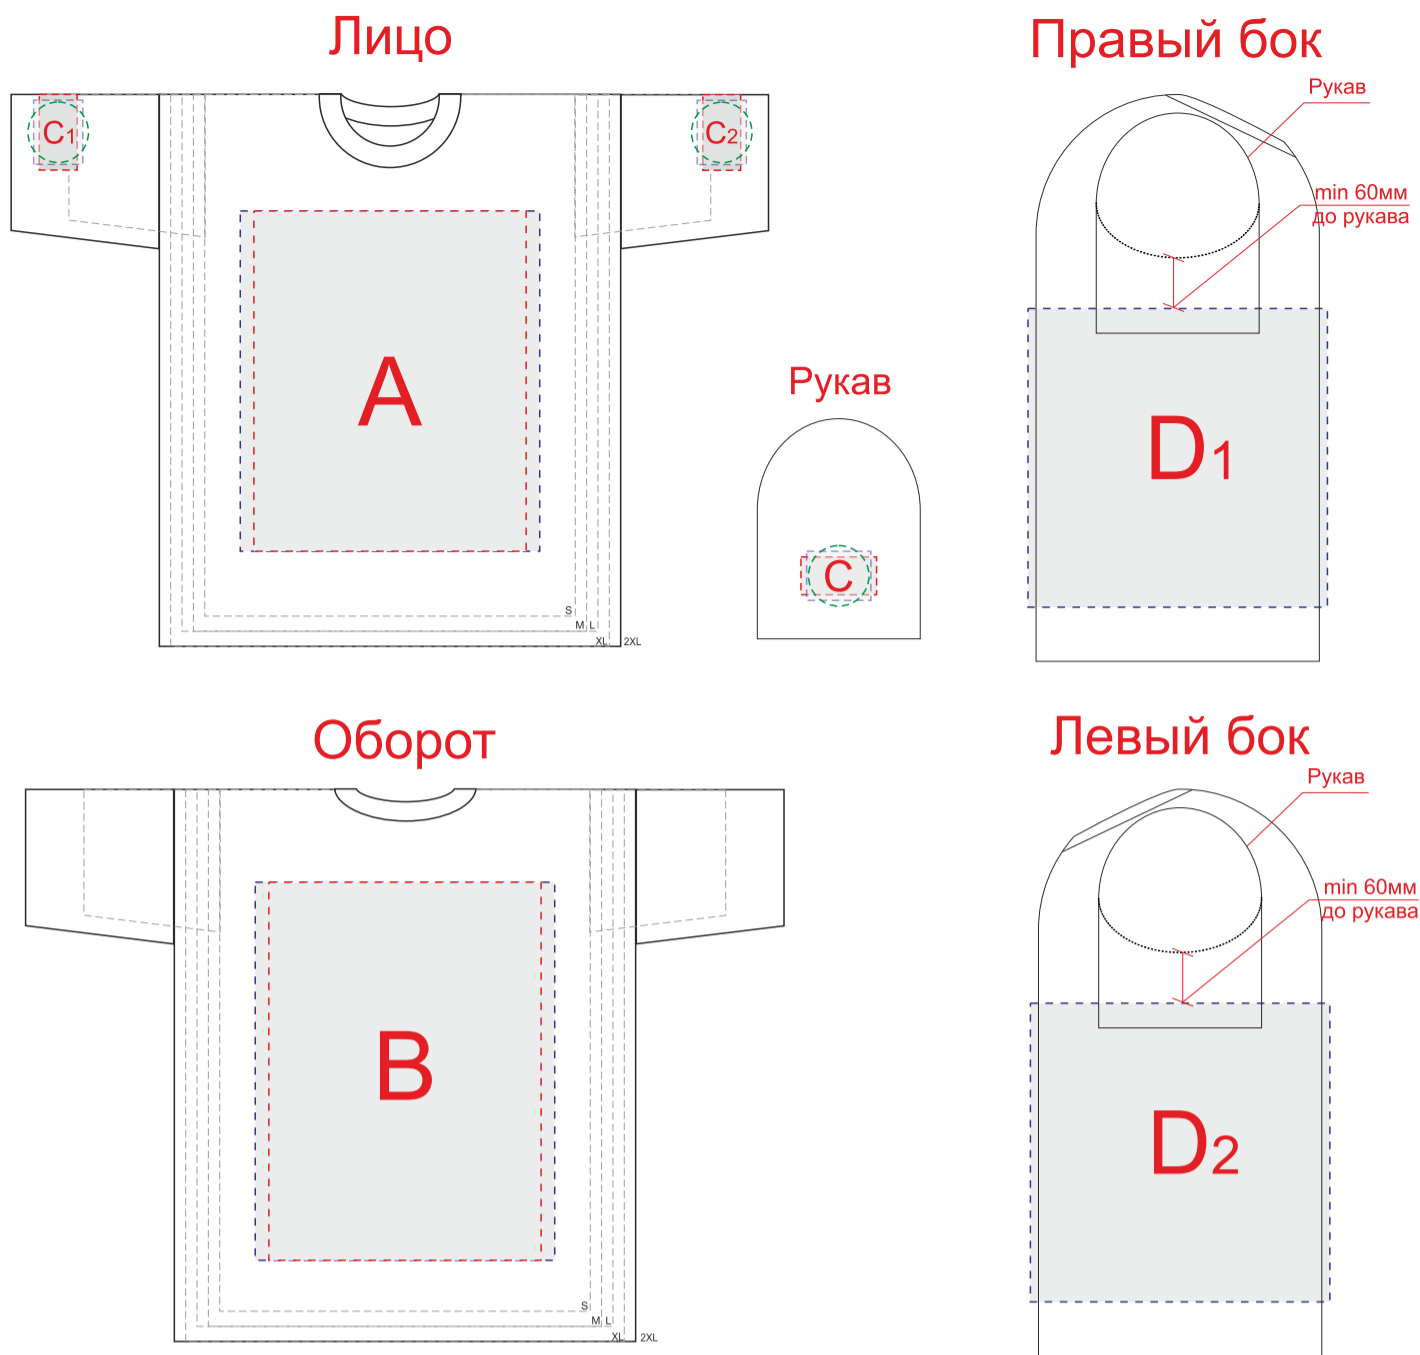 Лицо
Правый бок
Рукав
C1
C2
min 60мм
до рукава
A
Рукав
D1
C
S
M L
XL 2XL
Оборот
Левый бок
Рукав
min 60мм
до рукава
B
D2
S
M L
XL 2XL